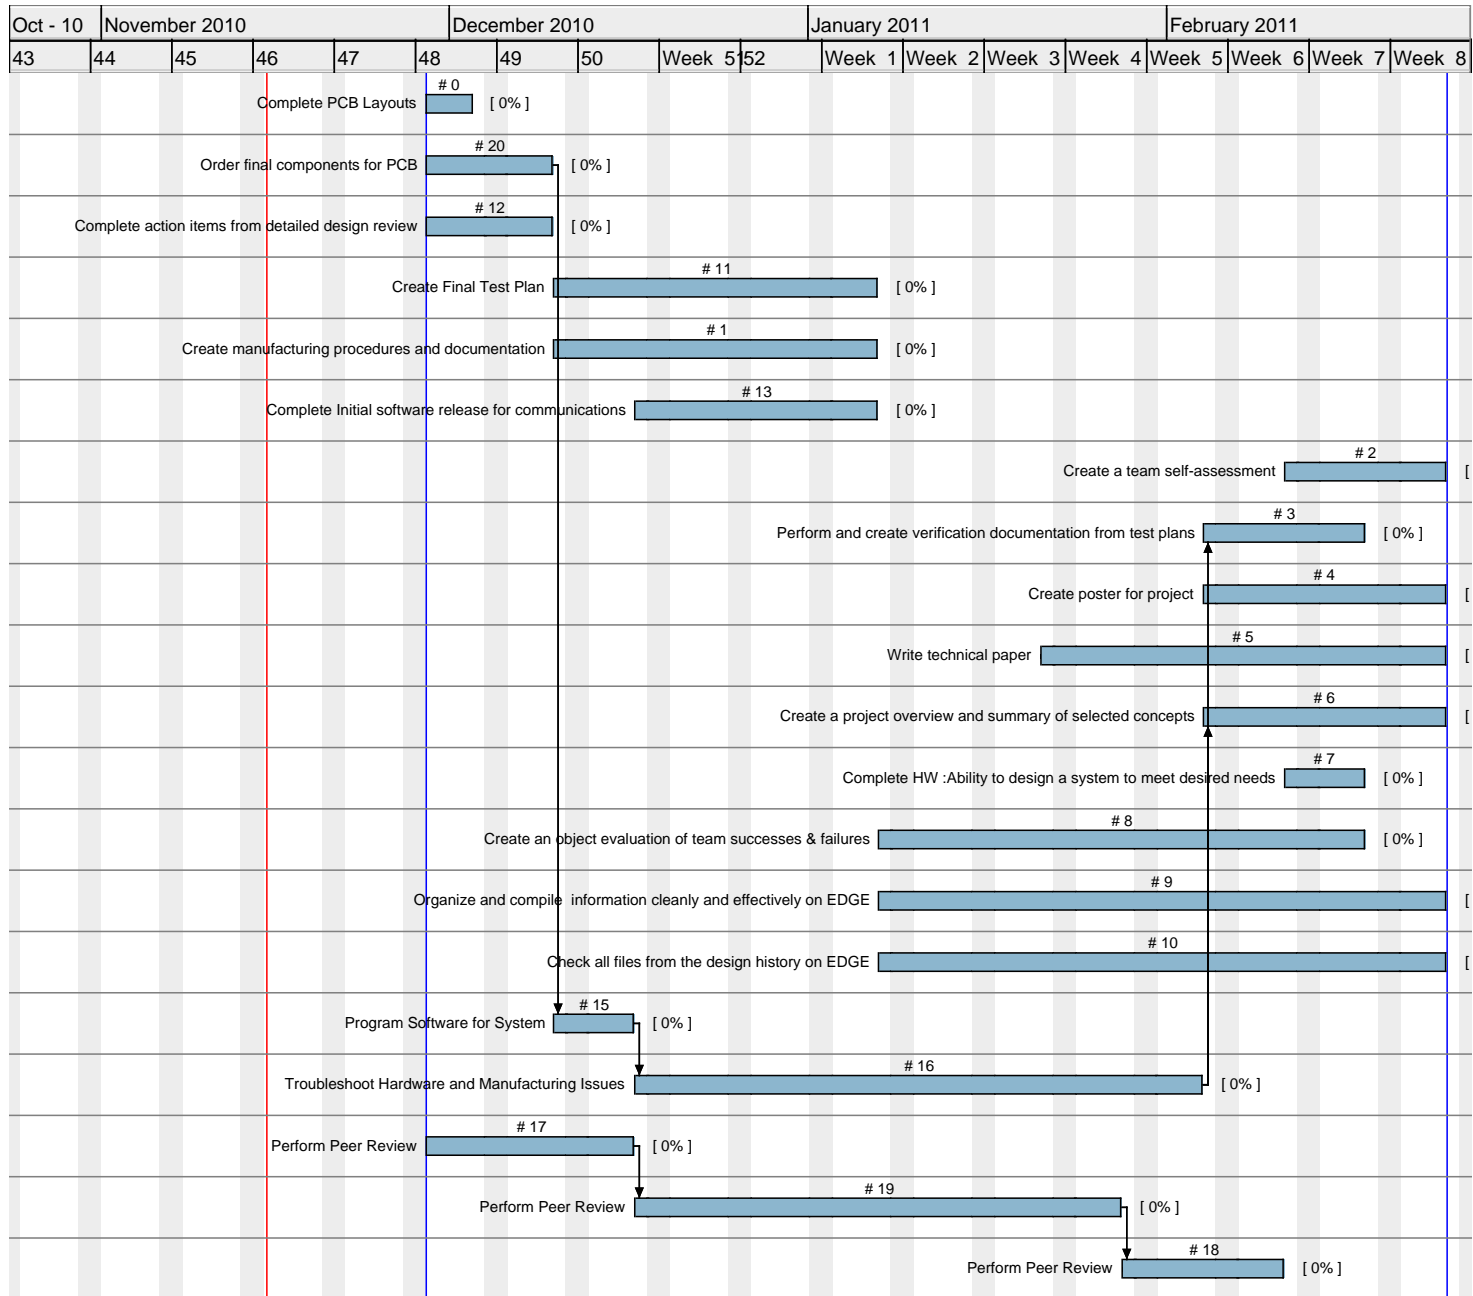 Oct - 10 November 2010 December 2010 January 2011 February 2011
43 44 45 46 47 48 49 50 Week 51 52 Week 1 Week 2 Week 3 Week 4 Week 5 Week 6 Week 7 Week 8
# 0
Complete PCB Layouts [ 0% ]
# 20
Order final components for PCB [ 0% ]
# 12
Complete action items from detailed design review [ 0% ]
# 11
Create Final Test Plan [ 0% ]
# 1
Create manufacturing procedures and documentation [ 0% ]
# 13
Complete Initial software release for communications [ 0% ]
# 2
Create a team self-assessment [
# 3
Perform and create verification documentation from test plans [ 0% ]
# 4
Create poster for project [
# 5
Write technical paper [
# 6
Create a project overview and summary of selected concepts [
# 7
Complete HW :Ability to design a system to meet desired needs [ 0% ]
# 8
Create an object evaluation of team successes & failures [ 0% ]
# 9
Organize and compile information cleanly and effectively on EDGE [
# 10
Check all files from the design history on EDGE [
# 15
Program Software for System [ 0% ]
# 16
Troubleshoot Hardware and Manufacturing Issues [ 0% ]
# 17
Perform Peer Review [ 0% ]
# 19
Perform Peer Review [ 0% ]
# 18
Perform Peer Review [ 0% ]